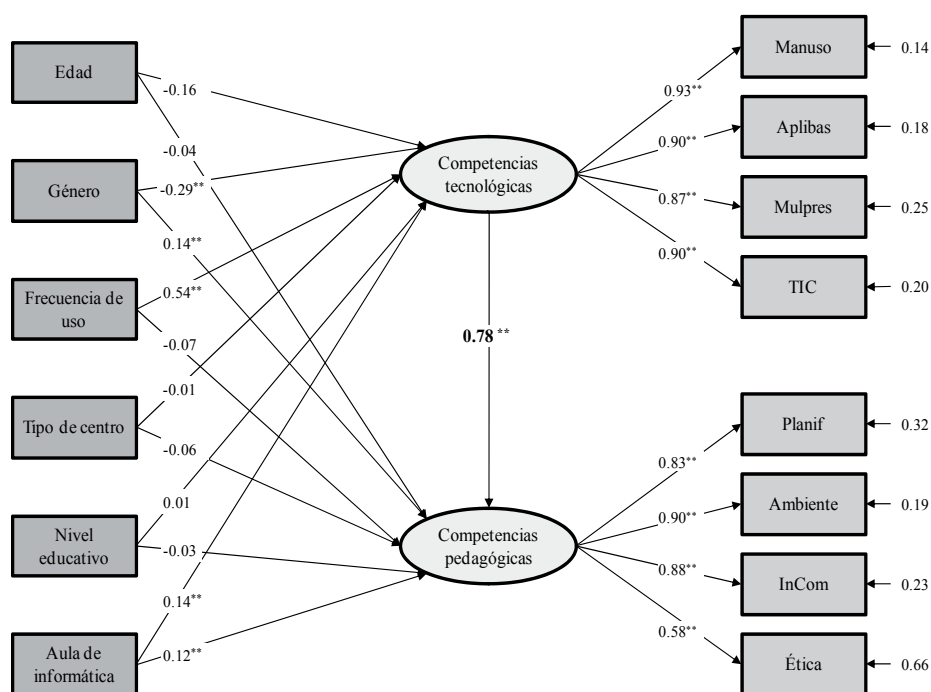 Edad
Género
Frecuencia de
uso
Tipo de centro
Nivel
educativo
Aula de
informática
-0.16
-0.04
-0.29**
0.14**
0.54**
-0.07
-0.01
-0.06
0.01
-0.03
0.14**
0.12**
Competencias
tecnológicas
0.78 **
Competencias
pedagógicas
0.93**
0.90**
0.87**
0.90**
0.83**
0.90**
0.88**
0.58**
Manuso
0.14
Aplibas
0.18
Mulpres
0.25
TIC
0.20
Planif
0.32
Ambiente
0.19
InCom
0.23
Ética
0.66